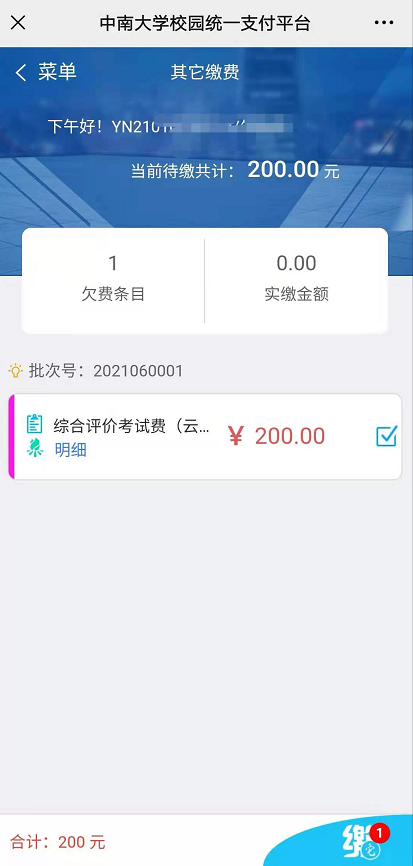 中南大学校园统一支付平台
菜单
其它缴费
下午好！YN2101
当前待缴共计：200.00 元
1
0.00
欠费条目
实缴金额
批次号：2021060001
综合评价考试费（云...
¥ 200.00
明细
合计：200 元
缴
1